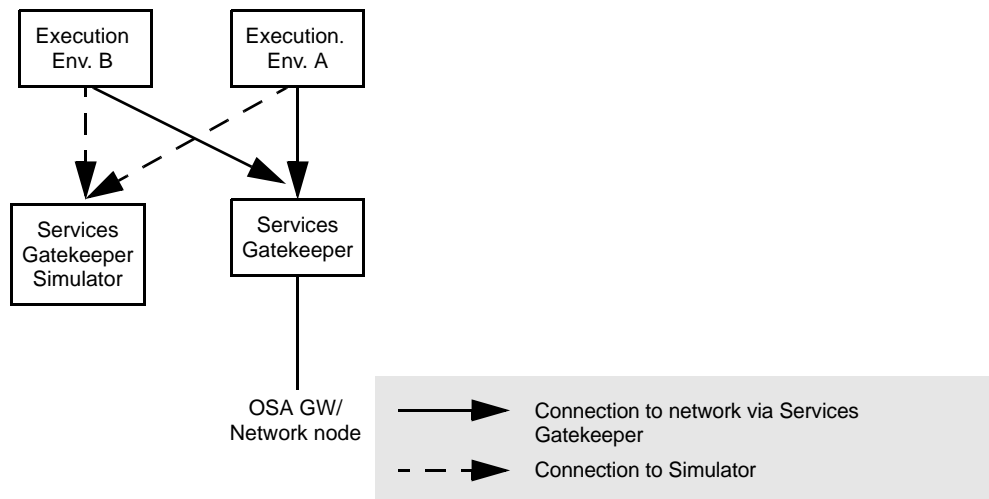 Execution
Env. B
Execution.
Env. A
Services
Gatekeeper
Simulator
Services
Gatekeeper
OSA GW/
Network node
Connection to network via Services
Gatekeeper
Connection to Simulator